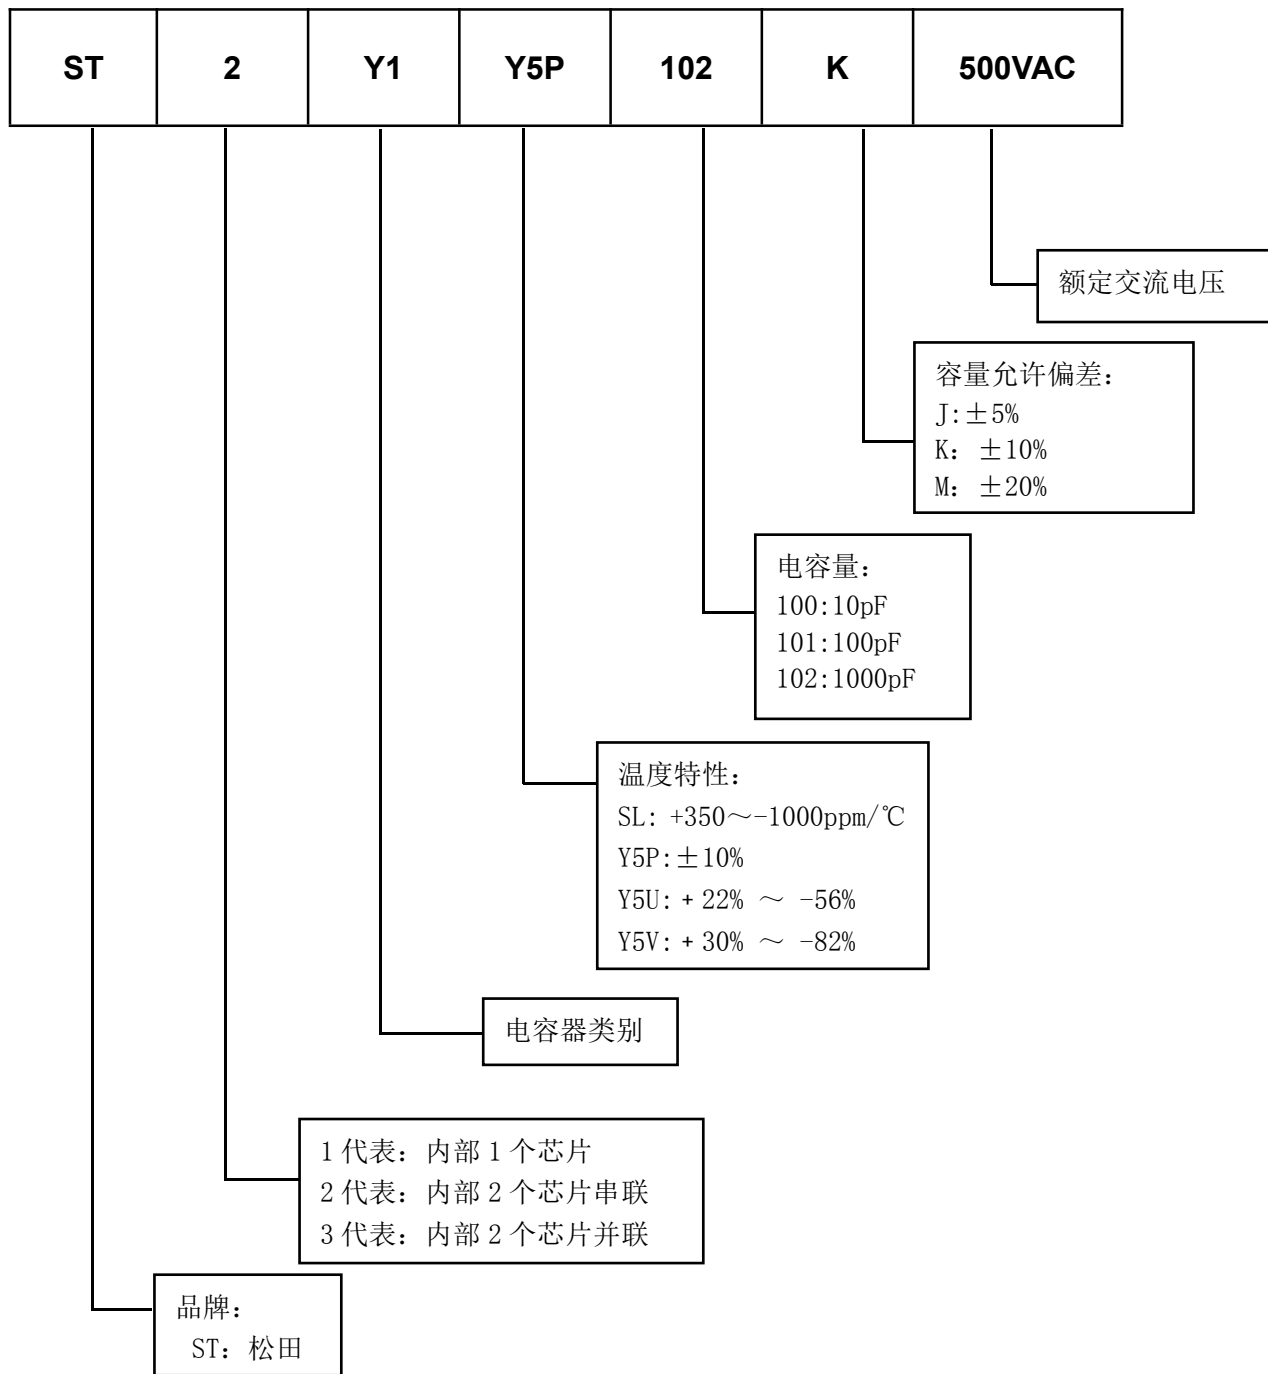 ST 2 Y1 Y5P 102 K 500VAC
额定交流电压
容量允许偏差：
J:±5%
K：±10%
M：±20%
电容量：
100:10pF
101:100pF
102:1000pF
温度特性：
SL: +350～-1000ppm/℃
Y5P:±10%
Y5U:+22% ～ -56%
Y5V:+30% ～ -82%
电容器类别
1 代表：内部 1 个芯片
2 代表：内部 2 个芯片串联
3 代表：内部 2 个芯片并联
品牌：
ST：松田